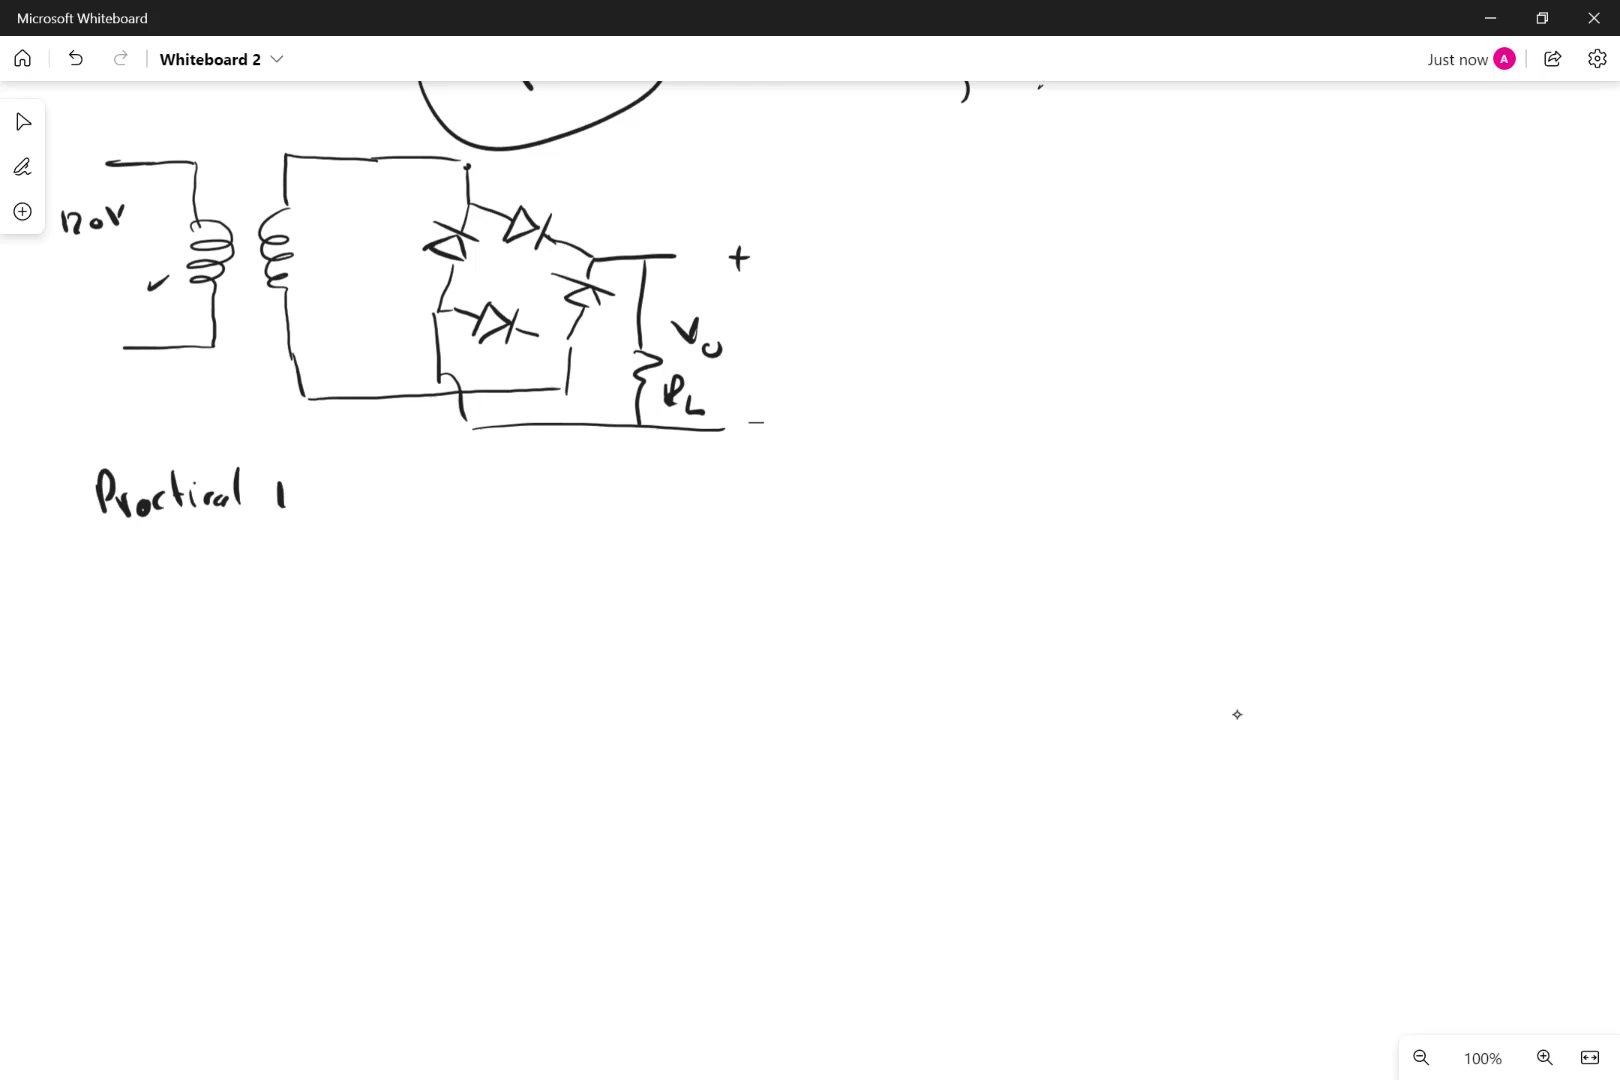 Microsoft Whiteboard
Whiteboard 2
Just now A
120V
+
Vo
RL
-
Practical 1
100%